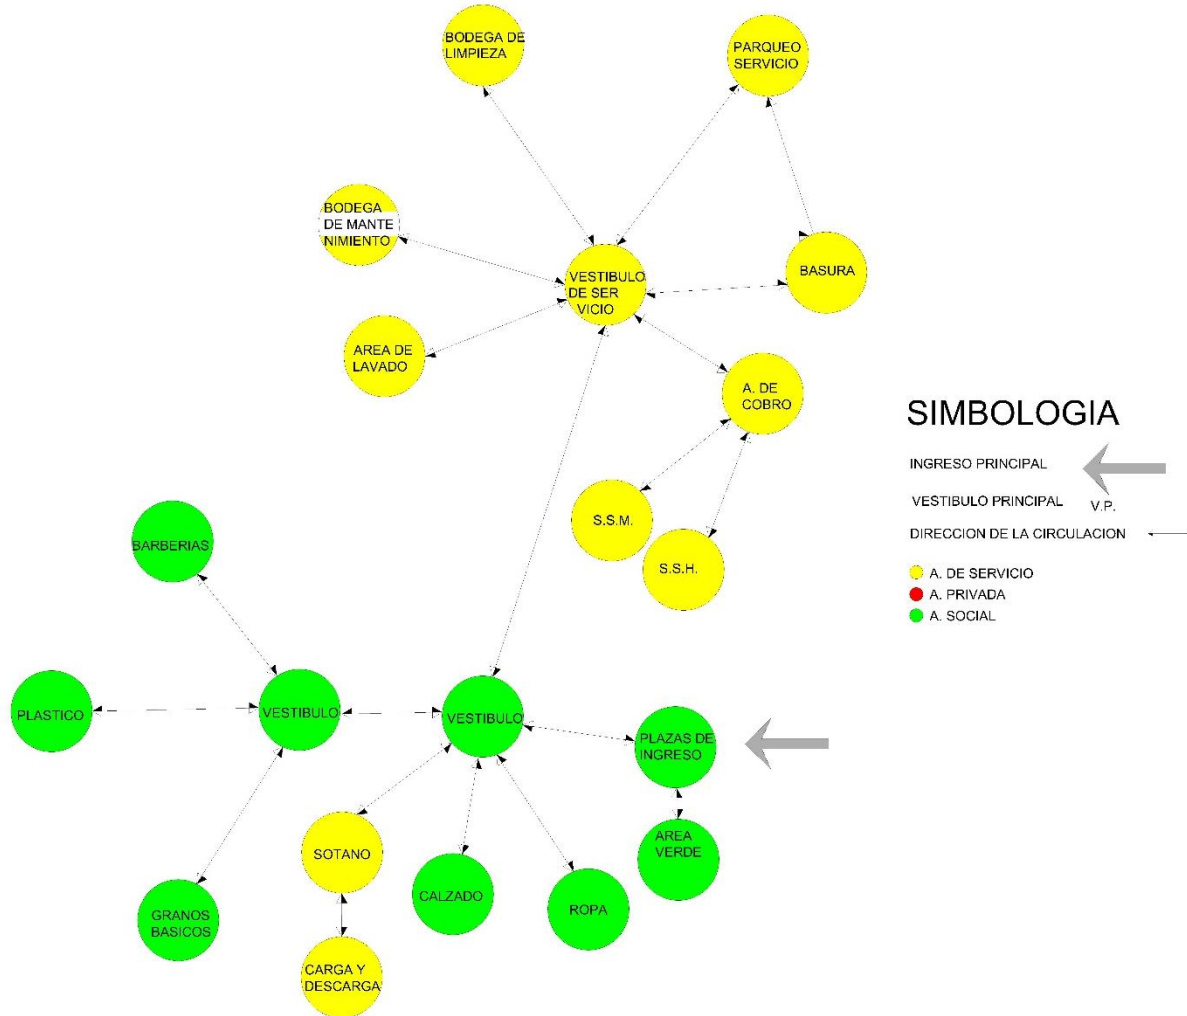 BODEGA DE
LIMPIEZA
PARQUEO
SERVICIO
BODEGA
DE MANTE
NIMIENTO
VESTIBULO
DE SER
VICIO
BASURA
AREA DE
LAVADO
A. DE
COBRO
S.S.M.
S.S.H.
SIMBOLOGIA
INGRESO PRINCIPAL
VESTIBULO PRINCIPAL V.P.
DIRECCION DE LA CIRCULACION
A. DE SERVICIO
A. PRIVADA
A. SOCIAL
BARBERIAS
PLASTICO
VESTIBULO
VESTIBULO
PLAZAS DE
INGRESO
SOTANO
AREA
VERDE
CALZADO
ROPA
GRANOS
BASICOS
CARGA Y
DESCARGA